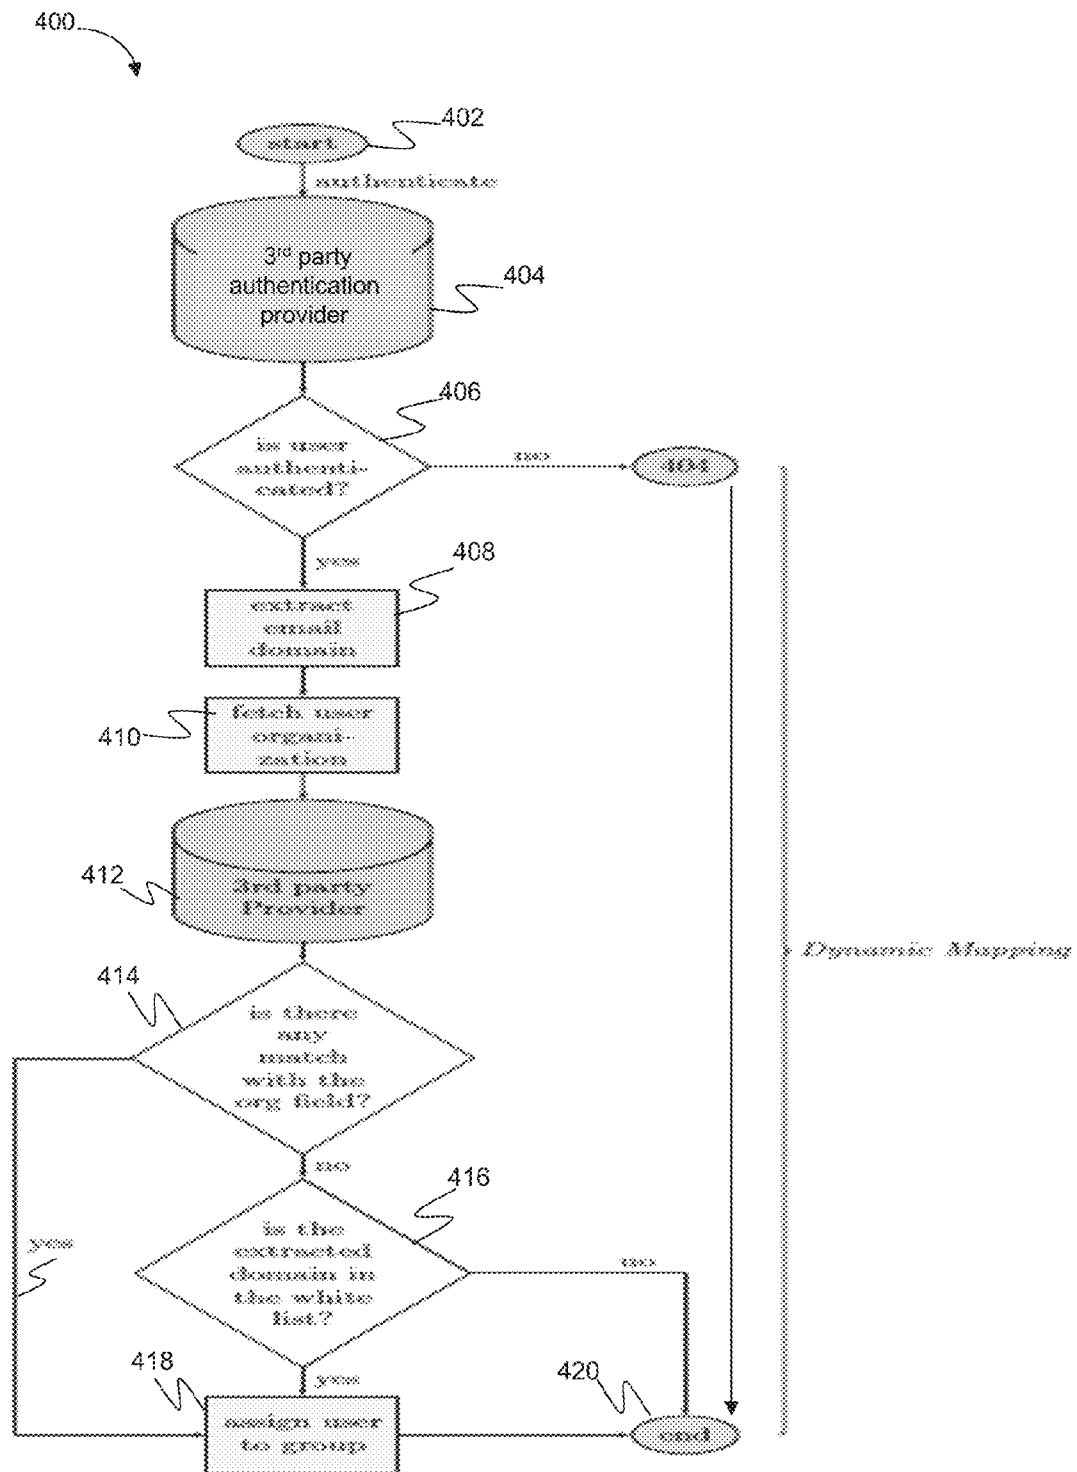 400
402
start
authenticate
3rd party
authentication
provider
404
406
is user
authenti-
cated?
no
404
yes
408
extract
email
domain
410
fetch user
organi-
zation
412
3rd party
Provider
Dynamic Mapping
414
is there
any
match
with the
org field?
no
416
is the
extracted
domain in
the white
list?
yes
no
418
yes
420
assign user
to group
end